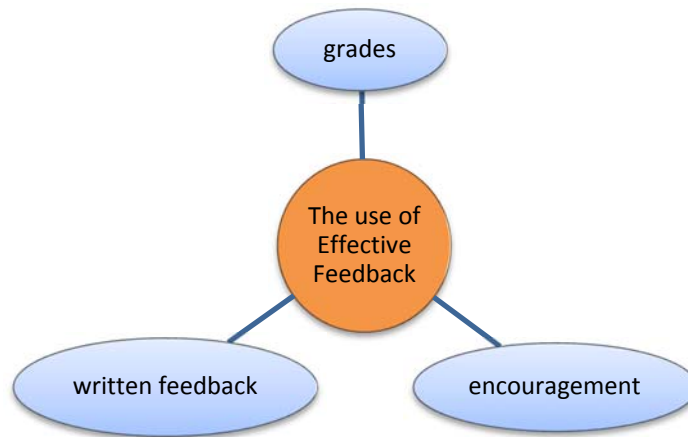 grades
The use of
Effective
Feedback
written feedback
encouragement